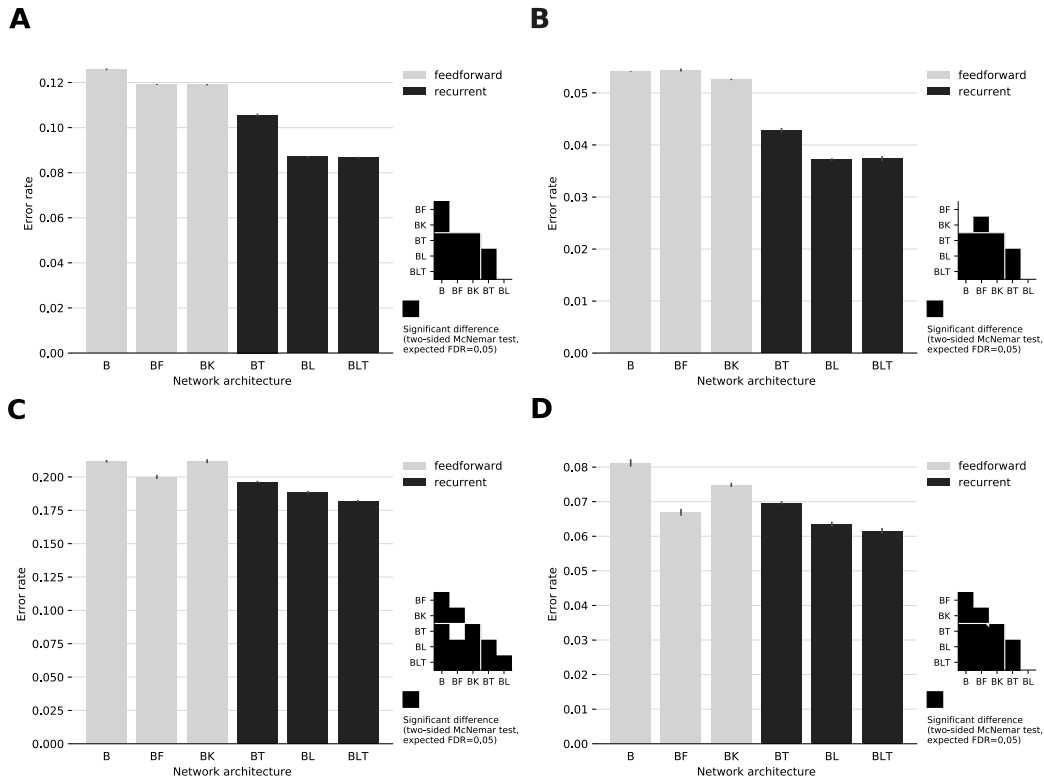 A
Error rate
0.12
0.10
0.08
0.06
0.04
0.02
0.00
B BF BK BT BL BLT
Network architecture
feedforward
recurrent
BF
BK
BT
BL
BLT
B BF BK BT BL
Significant difference
(two-sided McNemar test,
expected FDR=0,05)
B
Error rate
0.05
0.04
0.03
0.02
0.01
0.00
B BF BK BT BL BLT
Network architecture
feedforward
recurrent
BF
BK
BT
BL
BLT
B BF BK BT BL
Significant difference
(two-sided McNemar test,
expected FDR=0,05)
C
Error rate
0.200
0.175
0.150
0.125
0.100
0.275
0.250
0.225
0.000
B BF BK BT BL BLT
Network architecture
feedforward
recurrent
BF
BK
BT
BL
BLT
B BF BK BT BL
Significant difference
(two-sided McNemar test,
expected FDR=0,05)
D
Error rate
0.08
0.07
0.06
0.05
0.04
0.03
0.02
0.01
0.00
B BF BK BT BL BLT
Network architecture
feedforward
recurrent
BF
BK
BT
BL
BLT
B BF BK BT BL
Significant difference
(two-sided McNemar test,
expected FDR=0,05)